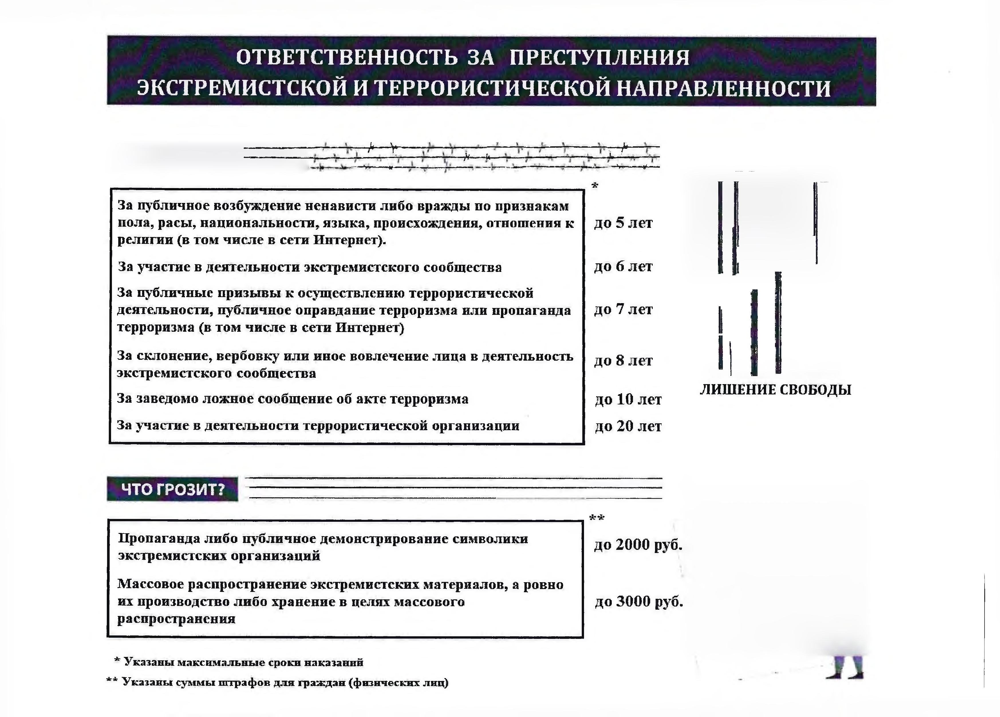 ОТВЕТСТВЕННОСТЬ ЗА ПРЕСТУПЛЕНИЯ
ЭКСТРЕМИСТСКОЙ И ТЕРРОРИСТИЧЕСКОЙ НАПРАВЛЕННОСТИ
*
За публичное возбуждение ненависти либо вражды по признакам
пола, расы, национальности, языка, происхождения, отношения к
религии (в том числе в сети Интернет).
до 5 лет
За участие в деятельности экстремистского сообщества
до 6 лет
За публичные призывы к осуществлению террористической
деятельности, публичное оправдание терроризма или пропаганда
терроризма (в том числе в сети Интернет)
до 7 лет
За склонение, вербовку или иное вовлечение лица в деятельность
экстремистского сообщества
до 8 лет
За заведомо ложное сообщение об акте терроризма
до 10 лет
За участие в деятельности террористической организации
до 20 лет
ЛИШЕНИЕ СВОБОДЫ
ЧТО ГРОЗИТ?
**
Пропаганда либо публичное демонстрирование символики
экстремистских организаций
до 2000 руб.
Массовое распространение экстремистских материалов, а ровно
их производство либо хранение в целях массового
распространения
до 3000 руб.
* Указаны максимальные сроки наказаний
** Указаны суммы штрафов для граждан (физических лиц)